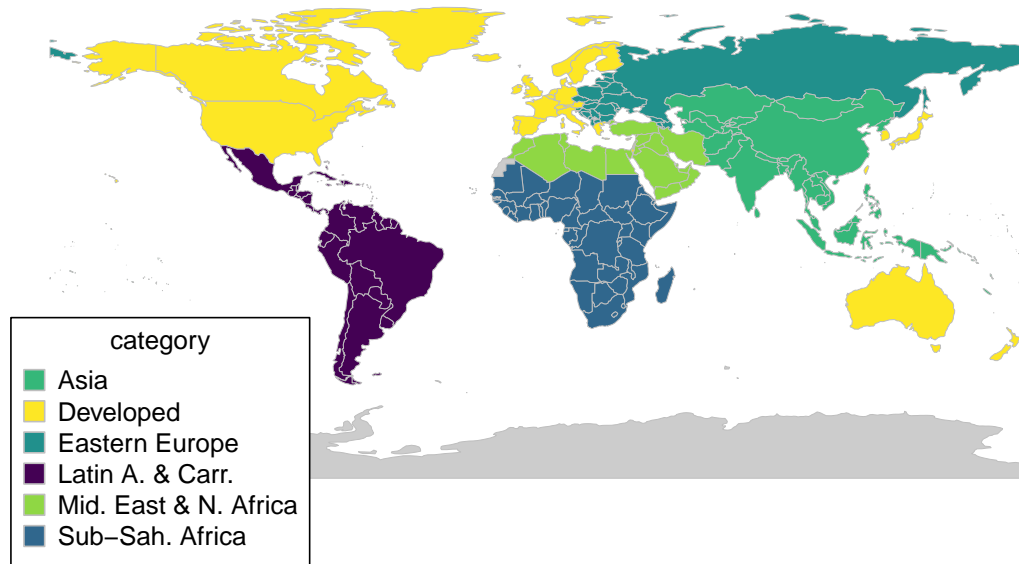 category
Asia
Developed
Eastern Europe
Latin A. & Carr.
Mid. East & N. Africa
Sub−Sah. Africa